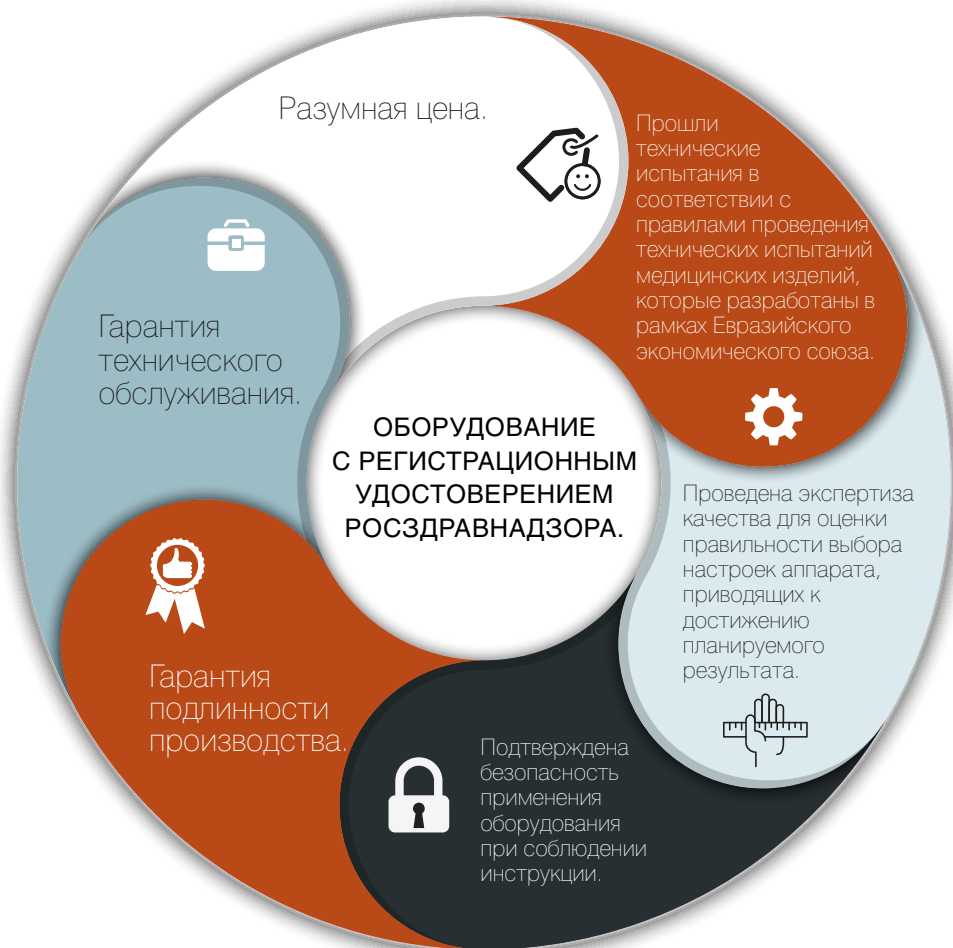 Разумная цена.
Прошли
технические
испытания в
соответствии с
правилами проведения
технических испытаний
медицинских изделий,
которые разработаны в
рамках Евразийского
экономического союза.
Гарантия
технического
обслуживания.
ОБОРУДОВАНИЕ
С РЕГИСТРАЦИОННЫМ
УДОСТОВЕРЕНИЕМ
РОСЗДРАВНАДЗОРА.
Проведена экспертиза
качества для оценки
правильности выбора
настроек аппарата,
приводящих к
достижению
планируемого
результата.
Гарантия
подлинности
производства.
Подтверждена
безопасность
применения
оборудования
при соблюдении
инструкции.